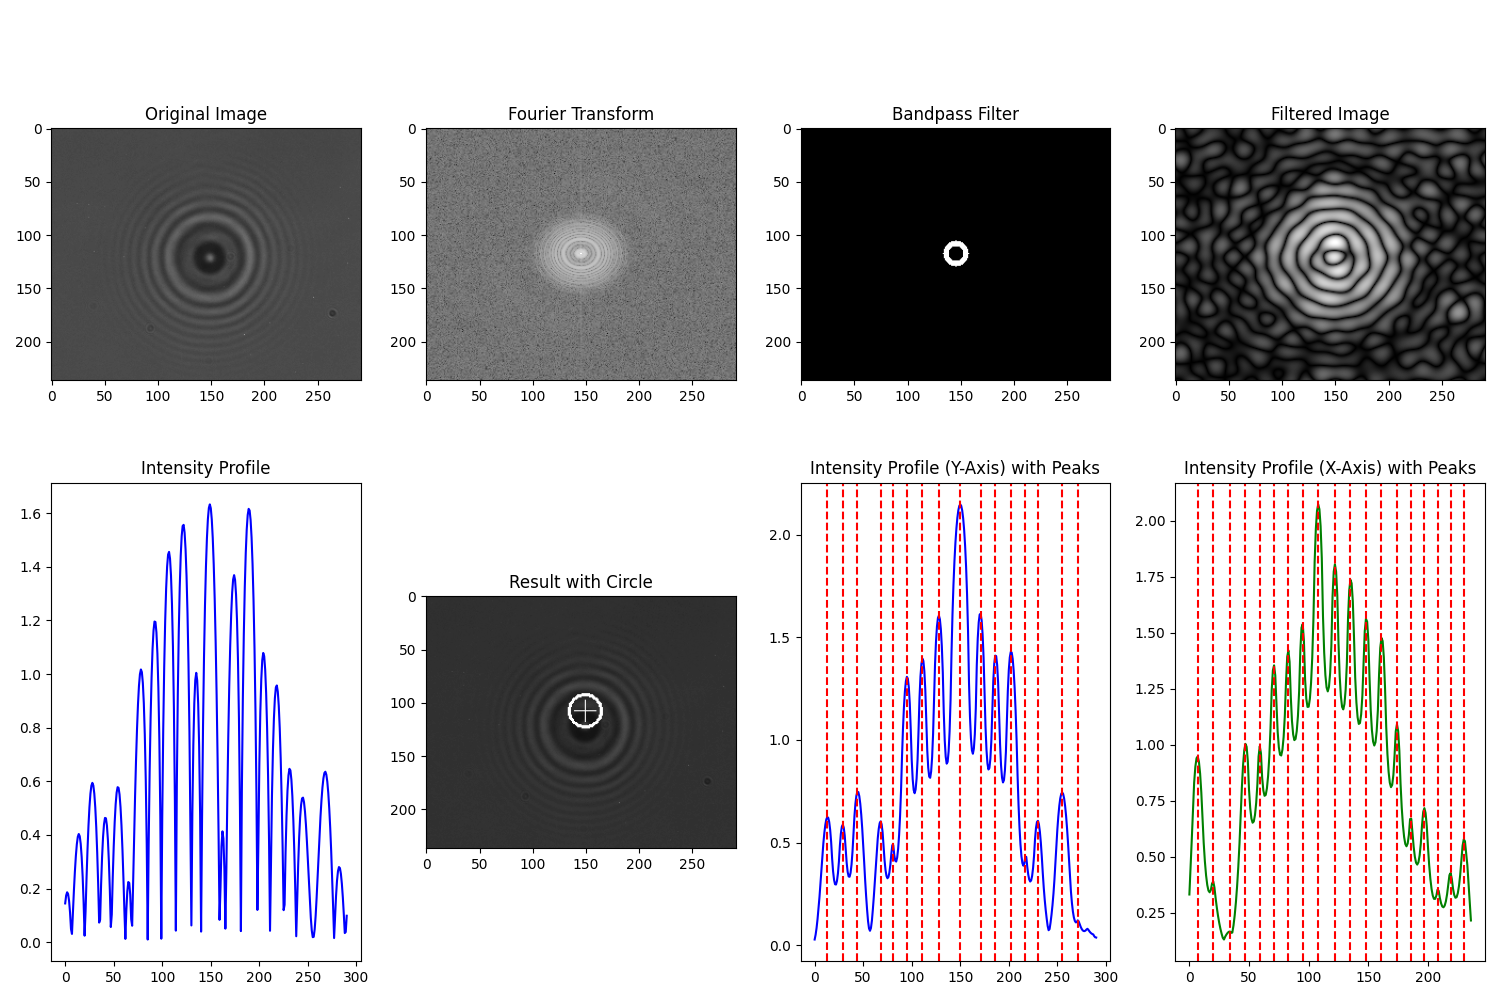 Original Image
Fourier Transform
Bandpass Filter
Filtered Image
0
50
100
150
200
0 50 100 150 200 250
0
50
100
150
200
0 50 100 150 200 250
0
50
100
150
200
0 50 100 150 200 250
0
50
100
150
200
0 50 100 150 200 250
Intensity Profile
1.6
1.4
1.2
1.0
0.8
0.6
0.4
0.2
0.0
0 50 100 150 200 250 300
Result with Circle
0
50
100
150
200
0 50 100 150 200 250
Intensity Profile (Y-Axis) with Peaks
2.0
1.5
1.0
0.5
0.0
0 50 100 150 200 250 300
Intensity Profile (X-Axis) with Peaks
2.00
1.75
1.50
1.25
1.00
0.75
0.50
0.25
0 50 100 150 200